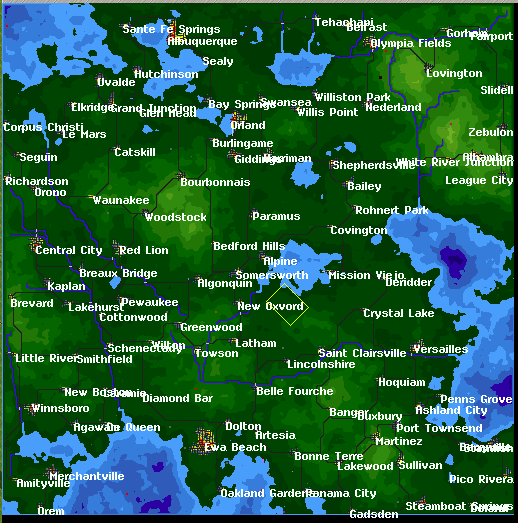 Tehachapi
Belfast
Sante Fe Springs
Gorham
Fairport
Albuquerque
Olympia Fields
Sealy
Hutchinson
Lovington
Uvalde
Slidell
Williston Park
Bay Springs
Swansea
Elkridge
Grand Junction
Nederland
Glen Head
Willis Point
Orland
Corpus Christi
Le Mars
Zebulon
Burlingame
Catskill
Seguin
Giddings
Harriman
Alhambra
Shepherdsville
White River Junction
Richardson
Bourbonnais
League City
Bailey
Orono
Waunakee
Rohnert Park
Woodstock
Paramus
Covington
Bedford Hills
Central City
Red Lion
Alpine
Breaux Bridge
Somersworth
Mission Viejo
Algonquin
Deridder
Kaplan
Brevard
Lakehurst
Pewaukee
New Oxvord
Cottonwood
Crystal Lake
Greenwood
Latham
Wilton
Schenectady
Versailles
Towson
Saint Clairsville
Little River
Smithfield
Lincolnshire
Hoquiam
Belle Fourche
New Boston
Laramie
Diamond Bar
Penns Grove
Winnsboro
Ashland City
Bangor
Duxbury
Agawam
De Queen
Dolton
Port Townsend
Artesia
Martinez
Ewa Beach
Bonne Terre
Lakewood
Sullivan
Merchantville
Pico Rivera
Amityville
Oakland Gardens
Panama City
Steamboat Springs
Orem
Gadsden